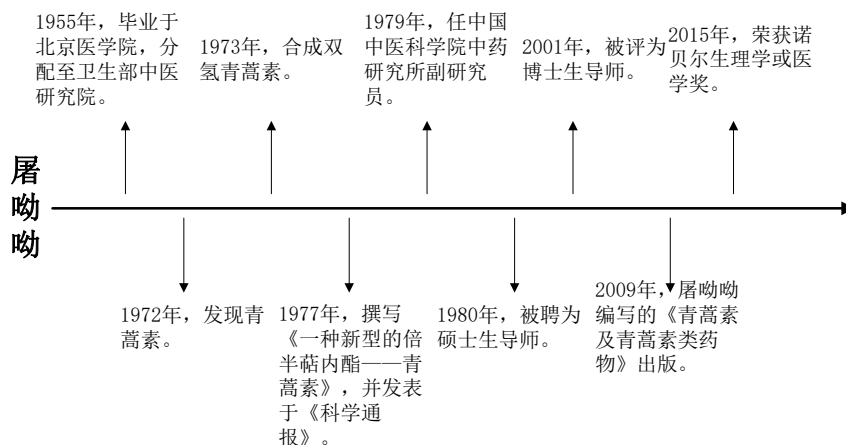 1955年，毕业于
北京医学院，分
配至卫生部中医
研究院。
1973年，合成双
氢青蒿素。
1979年，任中国
中医科学院中药
研究所副研究
员。
2001年，被评为
博士生导师。
2015年，荣获诺
贝尔生理学或医
学奖。
屠
呦
呦
1972年，发现青
蒿素。
1977年，撰写
《一种新型的倍
半萜内酯——青
蒿素》，并发表
于《科学通
报》。
1980年，被聘为
硕士生导师。
2009年，屠呦呦
编写的《青蒿素
及青蒿素类药
物》出版。